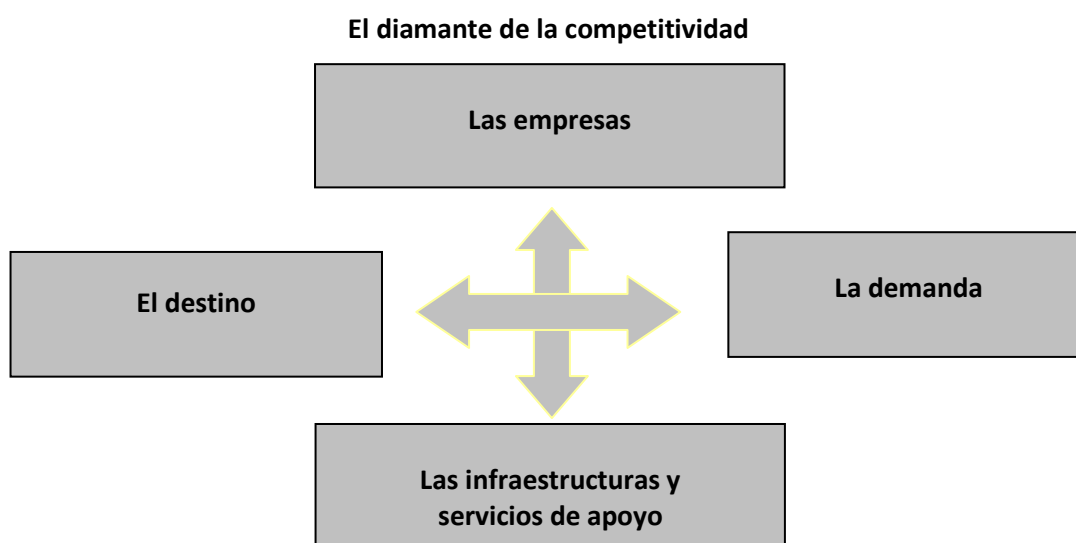 El diamante de la competitividad
Las empresas
El destino
La demanda
Las infraestructuras y
servicios de apoyo